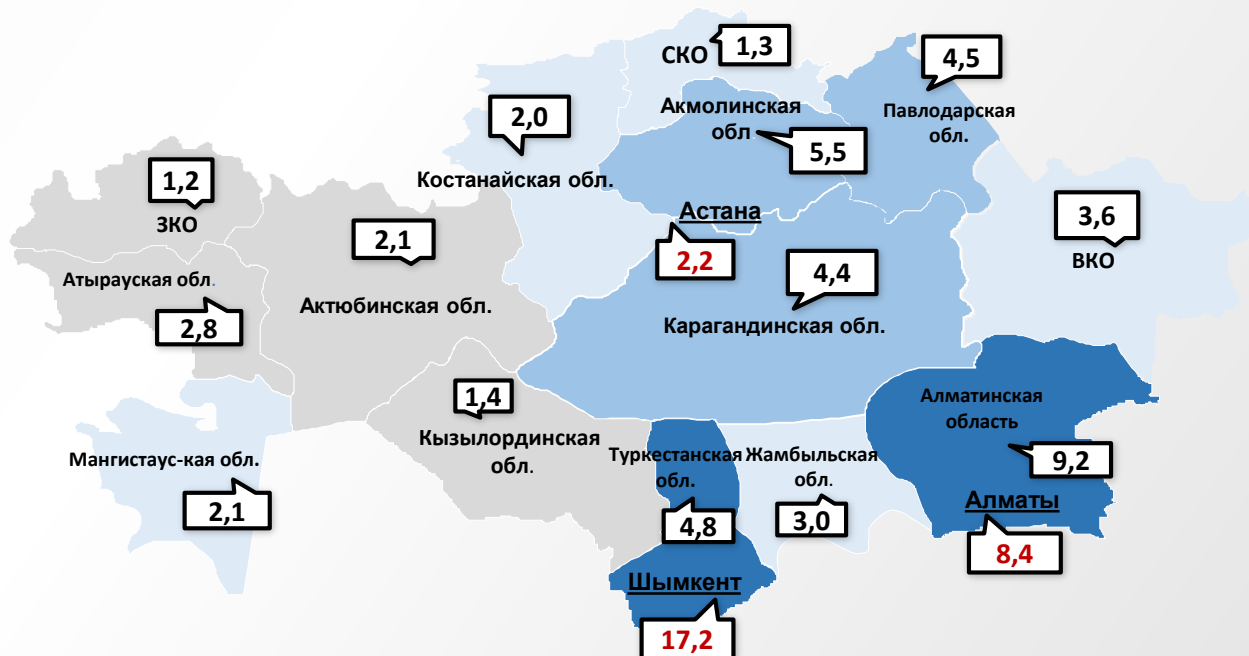 СКО
1,3
4,5
Павлодарская
обл.
Акмолинская
обл
5,5
2,0
Костанайская обл.
1,2
ЗКО
2,1
Актюбинская обл.
Атырауская обл.
2,8
Астана
2,2
4,4
Карагандинская обл.
3,6
ВКО
1,4
Кызылординская
обл.
Мангистаус-кая обл.
2,1
Туркестанская
обл.
4,8
Жамбыльская
обл.
3,0
Алматинская
область
9,2
Алматы
8,4
Шымкент
17,2